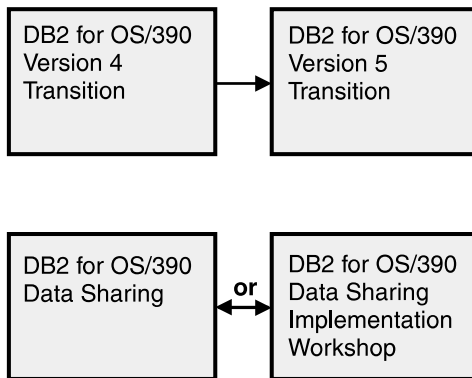 DB2 for OS/390
Version 4
Transition
DB2 for OS/390
Version 5
Transition
DB2 for OS/390
Data Sharing
or
DB2 for OS/390
Data Sharing
Implementation
Workshop